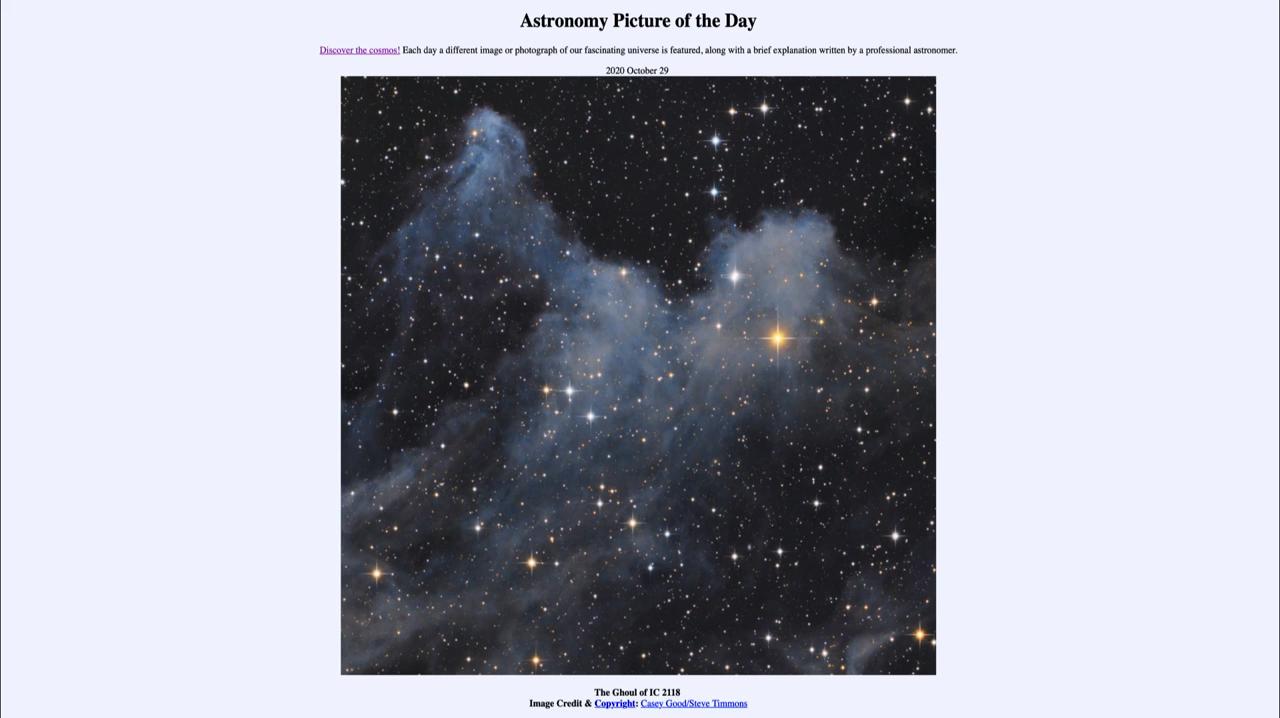 Astronomy Picture of the Day
Discover the cosmos! Each day a different image or photograph of our fascinating universe is featured, along with a brief explanation written by a professional astronomer.
2020 October 29
The Ghoul of IC 2118
Image Credit & Copyright: Casey Good/Steve Timmons